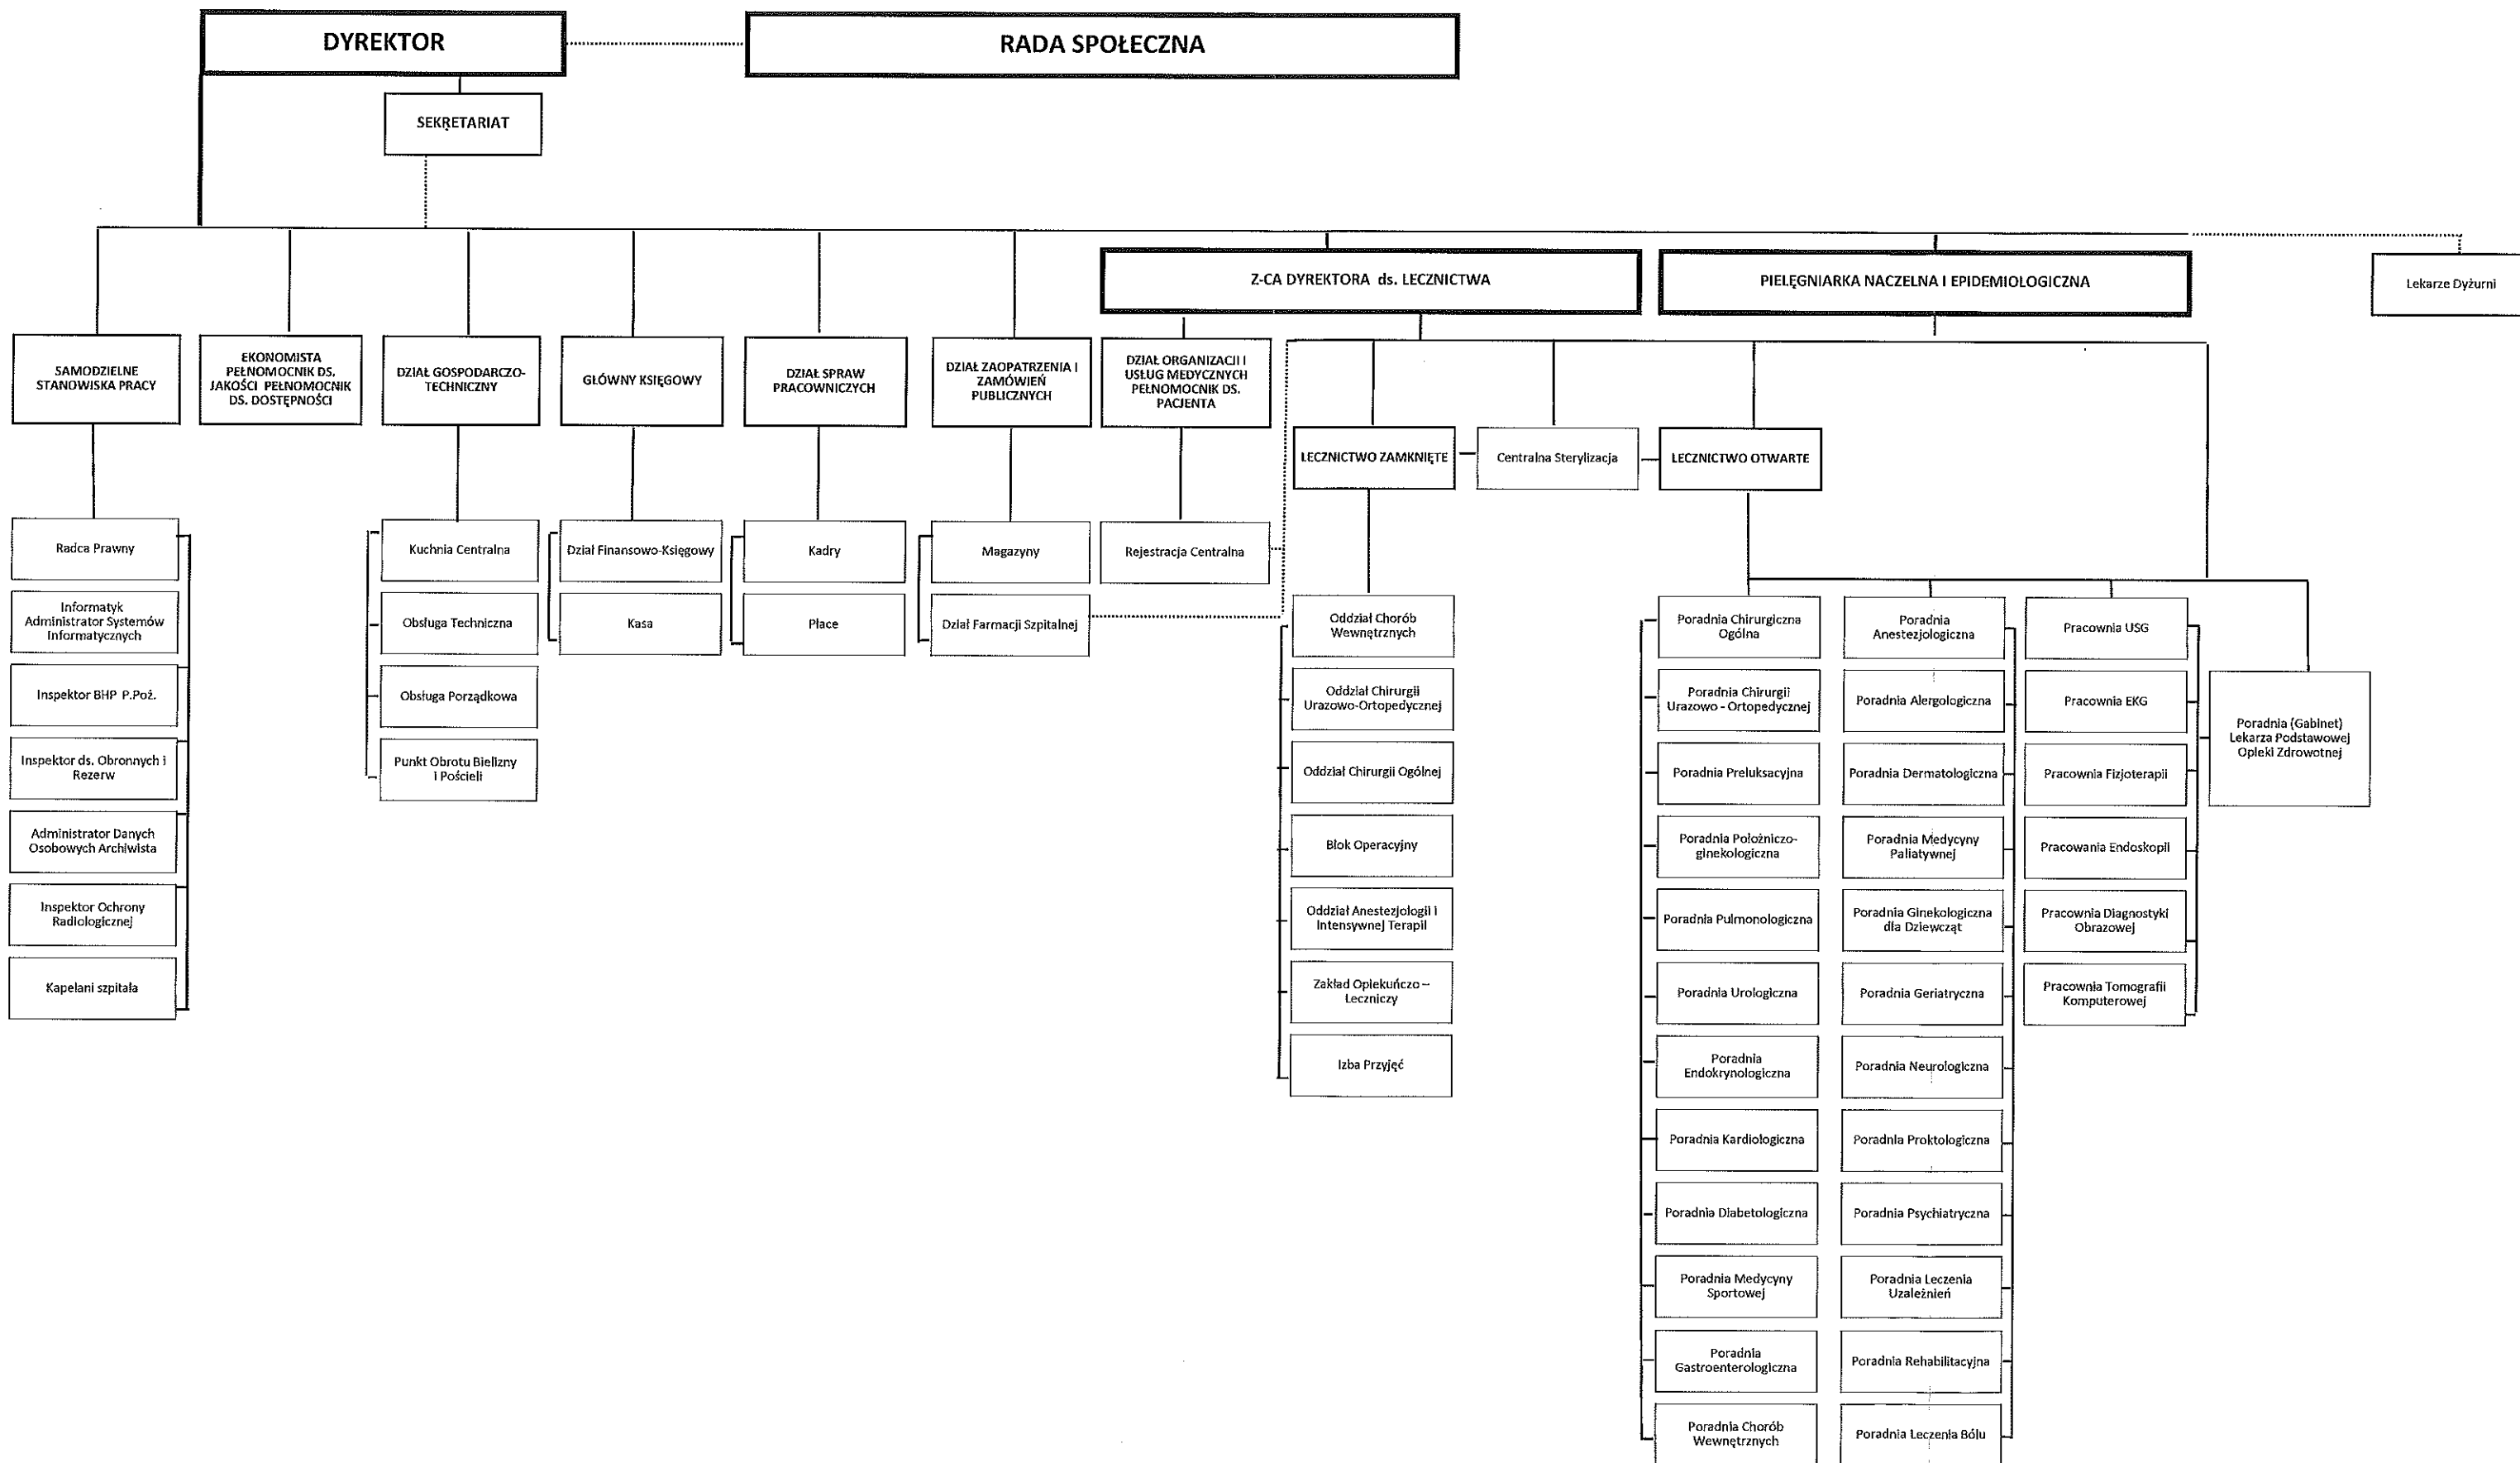 DYREKTOR
RADA SPOŁECZNA
SEKRETARIAT
Z-CA DYREKTORA ds. LECZNICTWA
PIELĘGNIARKA NACZELNA I EPIDEMIOLOGICZNA
Lekarze Dyżurni
SAMODZIELNE
STANOWISKA PRACY
EKONOMISTA
PEŁNOMOCNIK DS.
JAKOŚCI PEŁNOMOCNIK
DS. DOSTĘPNOŚCI
DZIAŁ GOSPODARCZO-
TECHNICZNY
GŁÓWNY KSIĘGOWY
DZIAŁ SPRAW
PRACOWNICZYCH
DZIAŁ ZAOPATRZENIA I
ZAMÓWIEŃ
PUBLICZNYCH
DZIAŁ ORGANIZACJI I
USŁUG MEDYCZNYCH
PEŁNOMOCNIK DS.
PACJENTA
LECZNICTWO ZAMKNIĘTE
Centralna Sterylizacja
LECZNICTWO OTWARTE
Radca Prawny
Informatyk
Administrator Systemów
Informatycznych
Inspektor BHP P.Poż.
Inspektor ds. Obronnych i
Rezerw
Administrator Danych
Osobowych Archiwista
Inspektor Ochrony
Radiologicznej
Kapelani szpitala
Kuchnia Centralna
Obsługa Techniczna
Obsługa Porządkowa
Punkt Obrotu Bielizny
i Pościeli
Dział Finansowo-Księgowy
Kasa
Kadry
Płace
Magazyny
Dział Farmacji Szpitalnej
Rejestracja Centralna
Oddział Chorób
Wewnętrznych
Oddział Chirurgii
Urazowo-Ortopedycznej
Oddział Chirurgii Ogólnej
Blok Operacyjny
Oddział Anestezjologii i
Intensywnej Terapii
Zakład Opiekuńczo –
Leczniczy
Izba Przyjęć
Poradnia Chirurgiczna
Ogólna
Poradnia Chirurgii
Urazowo - Ortopedycznej
Poradnia Preluksacyjna
Poradnia Położniczo-
ginekologiczna
Poradnia Pulmonologiczna
Poradnia Urologiczna
Poradnia
Endokrynologiczna
Poradnia Kardiologiczna
Poradnia Diabetologiczna
Poradnia Medycyny
Sportowej
Poradnia
Gastroenterologiczna
Poradnia Chorób
Wewnętrznych
Poradnia
Anestezjologiczna
Poradnia Alergologiczna
Poradnia Dermatologiczna
Poradnia Medycyny
Paliatywnej
Poradnia Ginekologiczna
dla Dziewcząt
Poradnia Geriatryczna
Poradnia Neurologiczna
Poradnia Proktologiczna
Poradnia Psychiatryczna
Poradnia Leczenia
Uzależnień
Poradnia Rehabilitacyjna
Poradnia Leczenia Bólu
Pracownia USG
Pracownia EKG
Pracownia Fizjoterapii
Pracowania Endoskopii
Pracownia Diagnostyki
Obrazowej
Pracownia Tomografii
Komputerowej
Poradnia (Gabinet)
Lekarza Podstawowej
Opieki Zdrowotnej